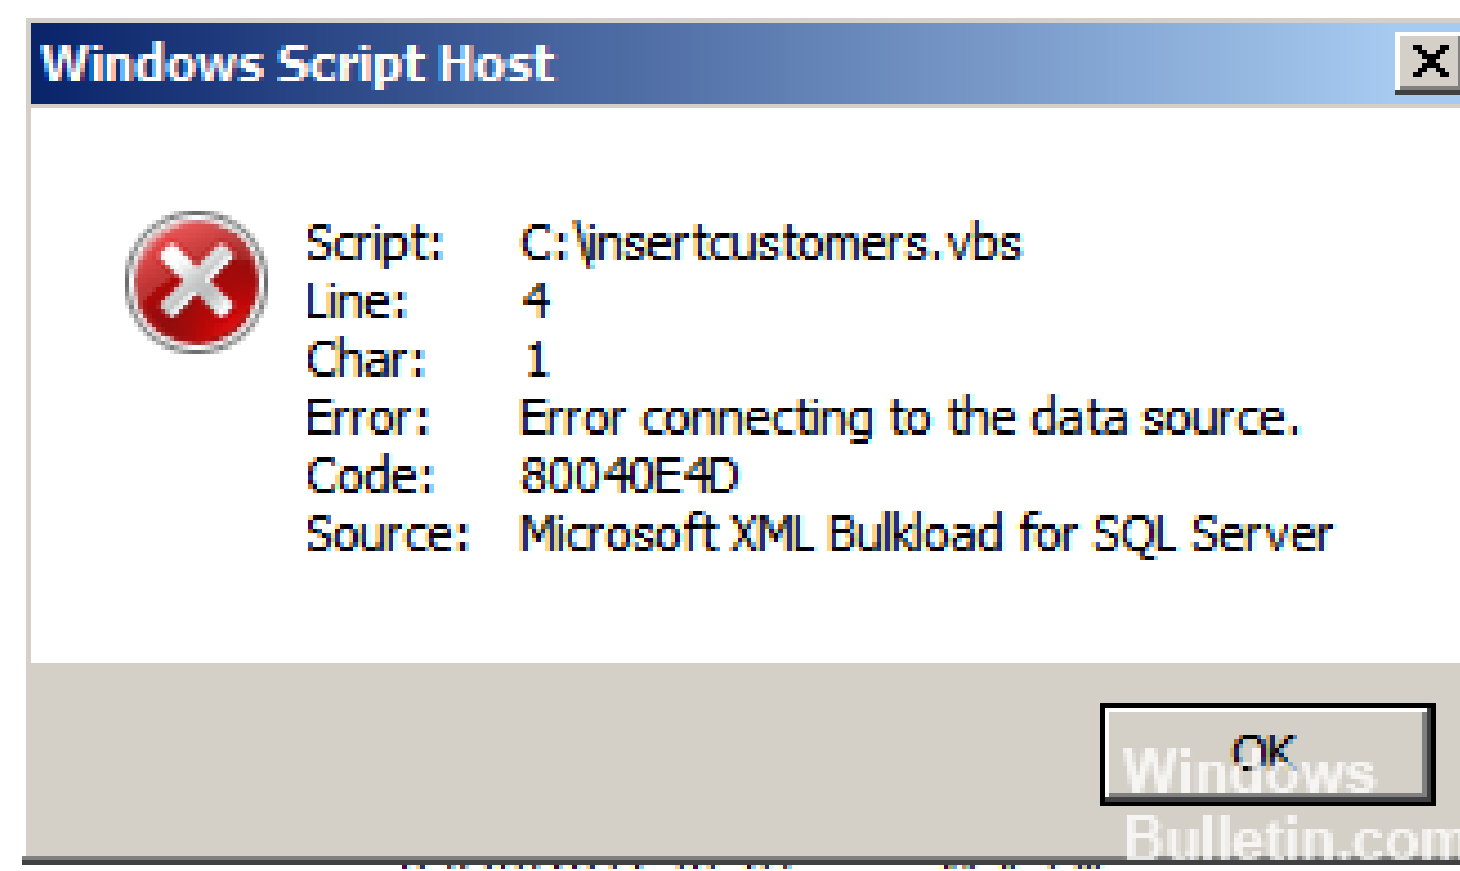 Windows Script Host
Script: C:\insertcustomers.vbs
Line: 4
Char: 1
Error: Error connecting to the data source.
Code: 80040E4D
Source: Microsoft XML Bulkload for SQL Server
OK
Windows
Bulletin.com